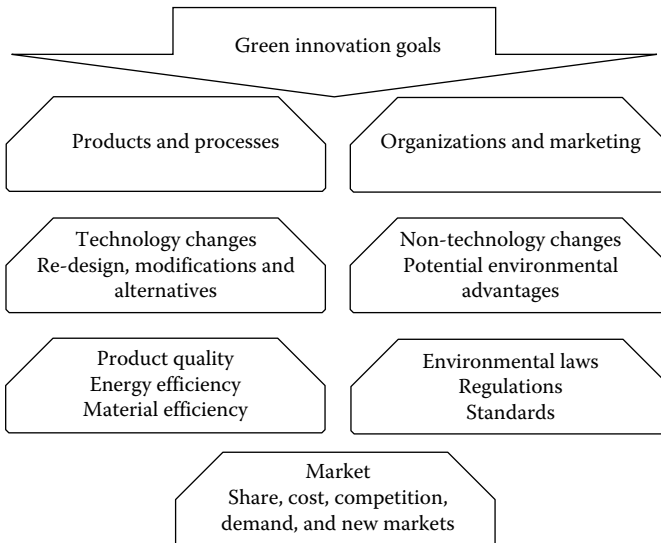 Green innovation goals
Products and processes
Organizations and marketing
Technology changes
Re-design, modifications and
alternatives
Non-technology changes
Potential environmental
advantages
Product quality
Energy efficiency
Material efficiency
Environmental laws
Regulations
Standards
Market
Share, cost, competition,
demand, and new markets